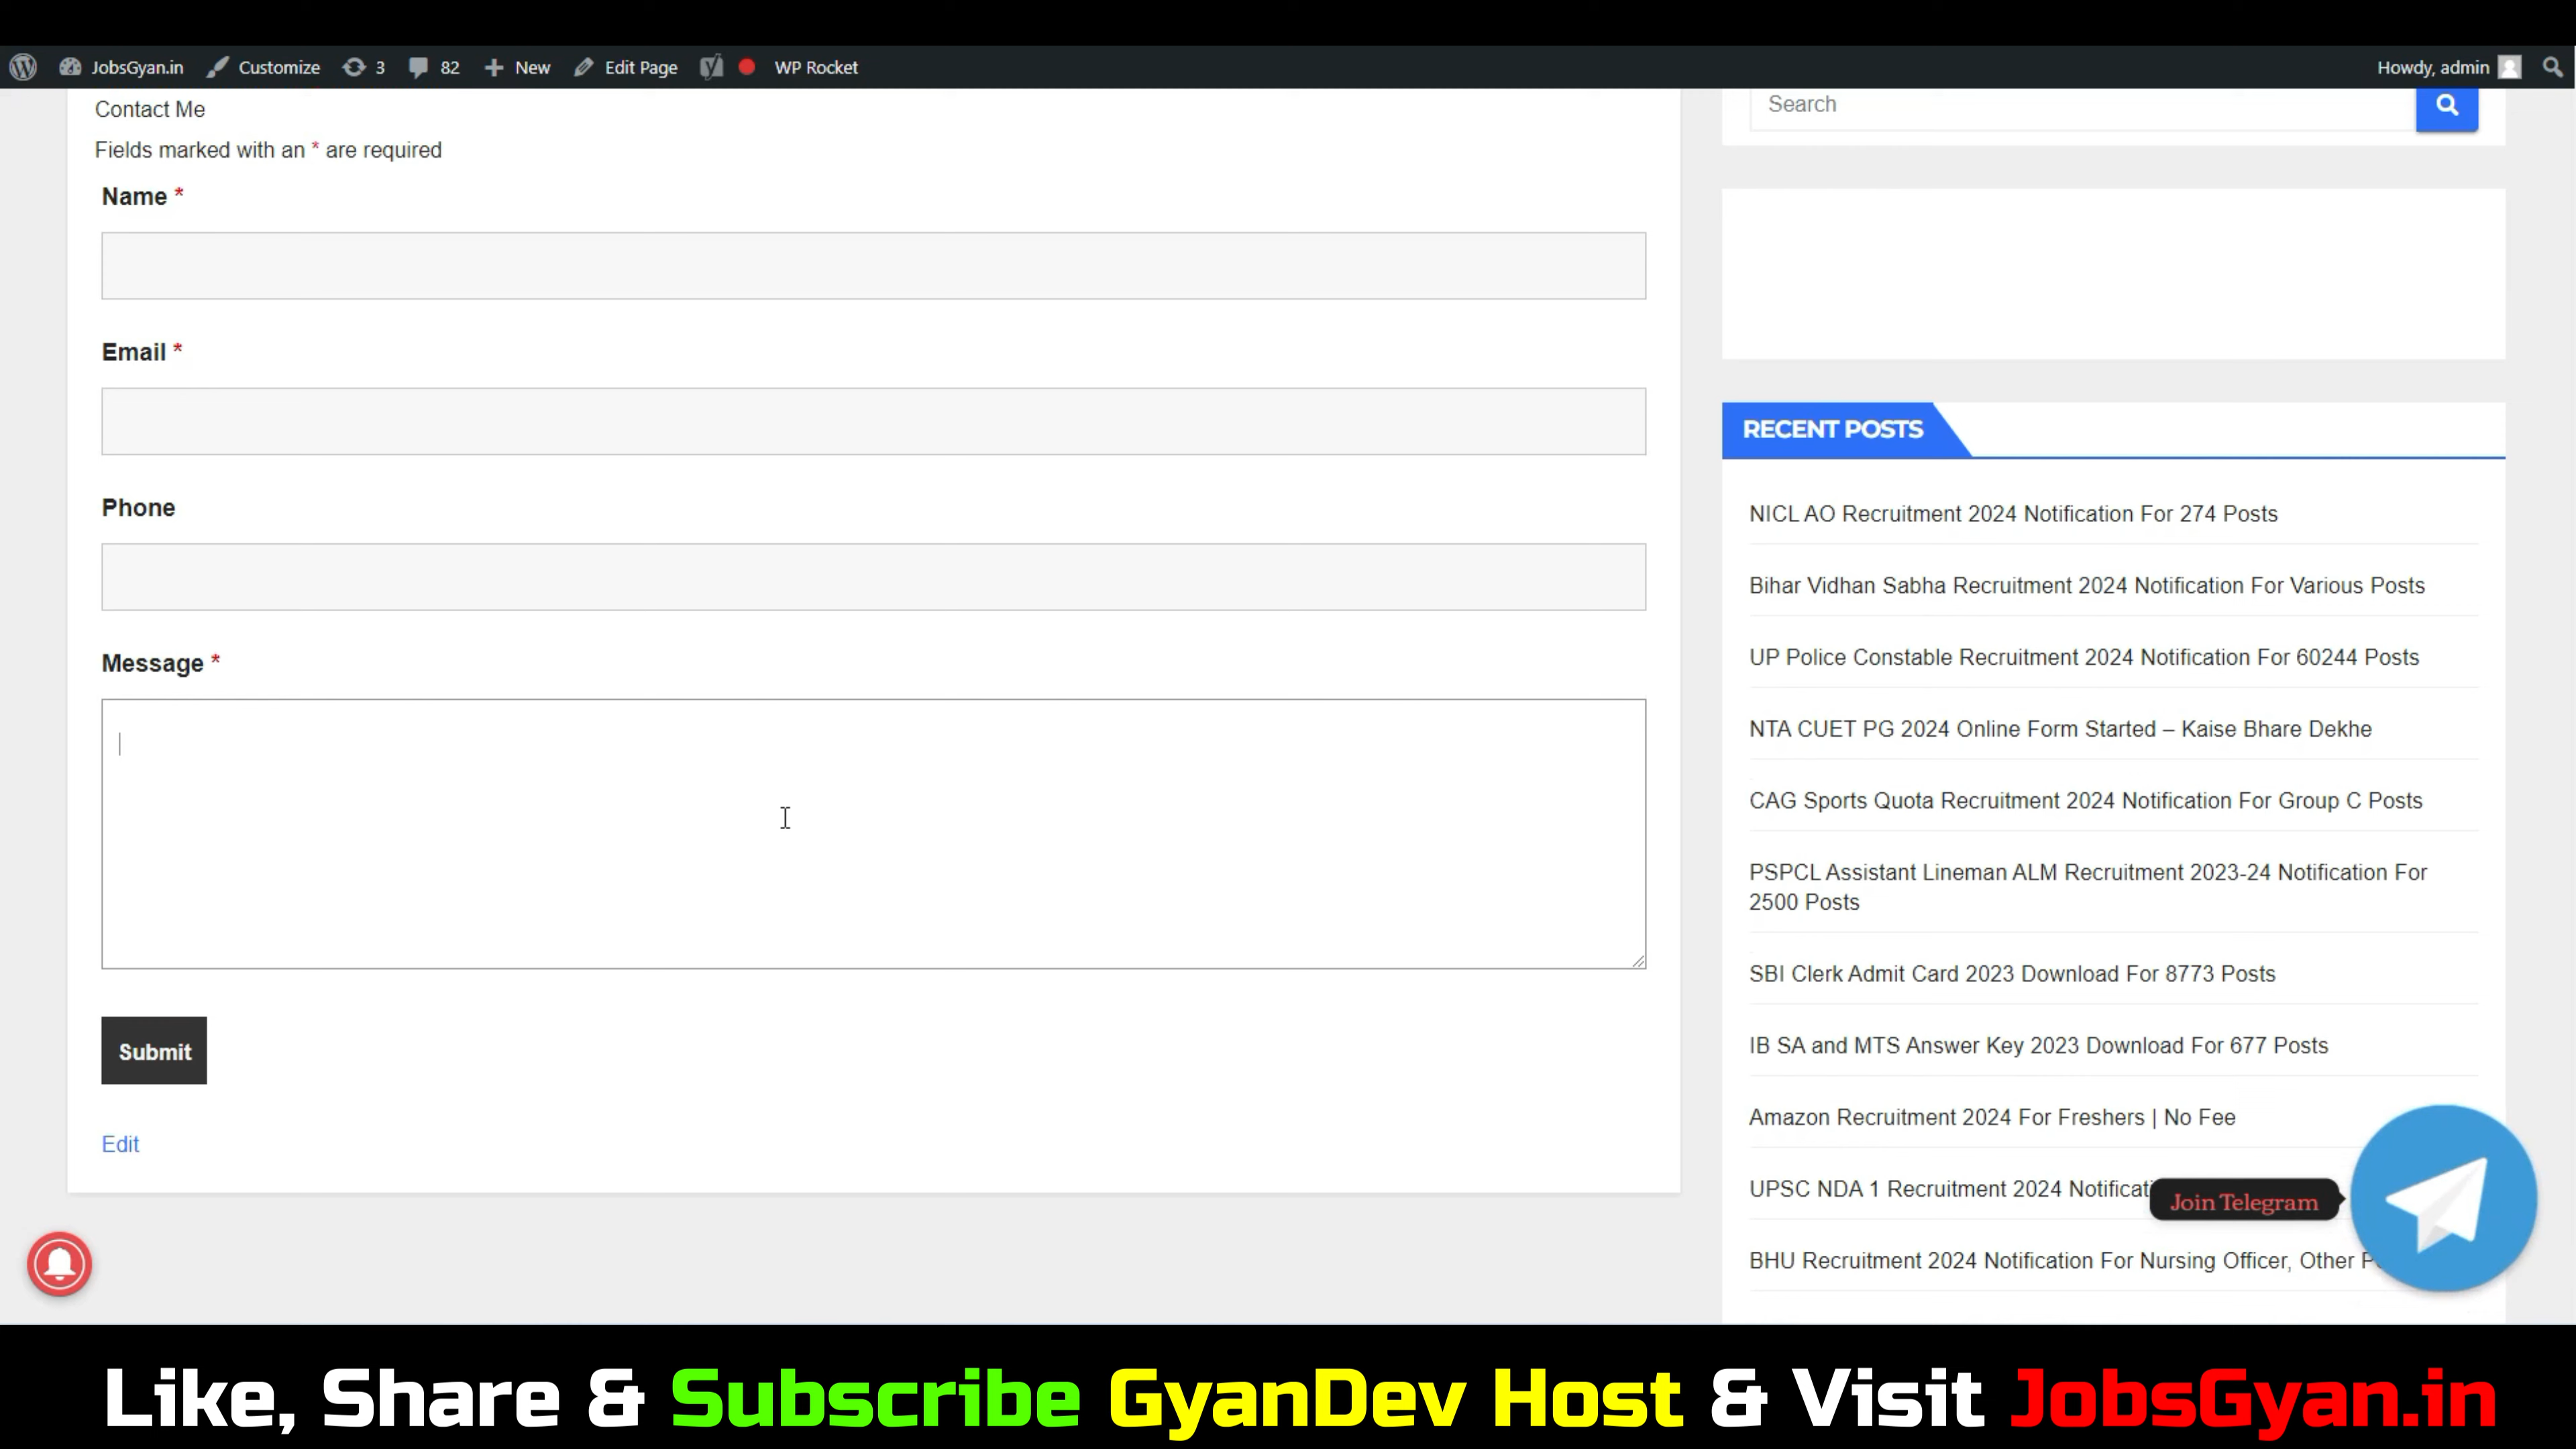 JobsGyan.in Customize 3 82 New Edit Page WP Rocket Howdy, admin
Contact Me
Fields marked with an * are required
Name *
Email *
Phone
Message *
Submit
Edit
Search
RECENT POSTS
NICL AO Recruitment 2024 Notification For 274 Posts
Bihar Vidhan Sabha Recruitment 2024 Notification For Various Posts
UP Police Constable Recruitment 2024 Notification For 60244 Posts
NTA CUET PG 2024 Online Form Started – Kaise Bhare Dekhe
CAG Sports Quota Recruitment 2024 Notification For Group C Posts
PSPCL Assistant Lineman ALM Recruitment 2023-24 Notification For
2500 Posts
SBI Clerk Admit Card 2023 Download For 8773 Posts
IB SA and MTS Answer Key 2023 Download For 677 Posts
Amazon Recruitment 2024 For Freshers | No Fee
UPSC NDA 1 Recruitment 2024
Join Telegram
BHU Recruitment 2024 Notification For Nursing Officer, Other
Like, Share & Subscribe GyanDev Host & Visit JobsGyan.in